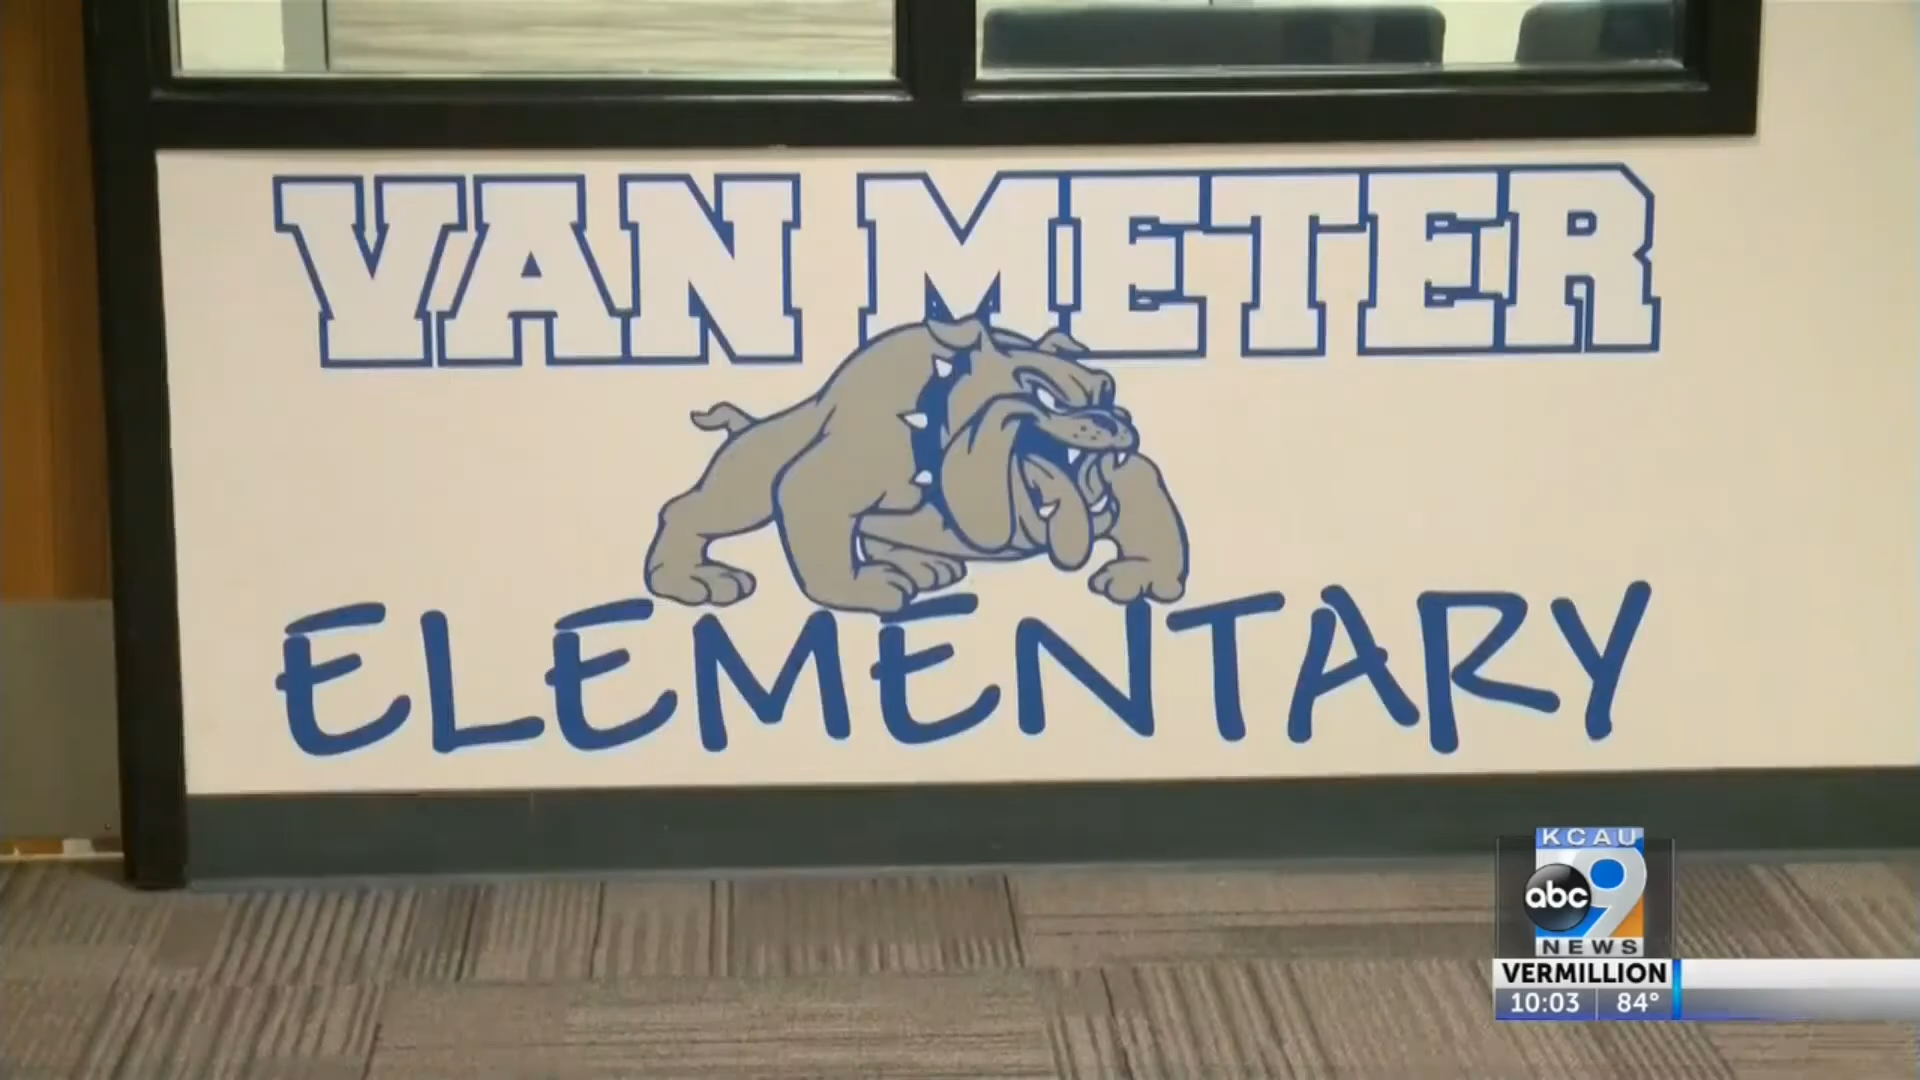 VAN METER
ELEMENTARY
KCAU
abc 9
NEWS
VERMILLION
10:03 84°